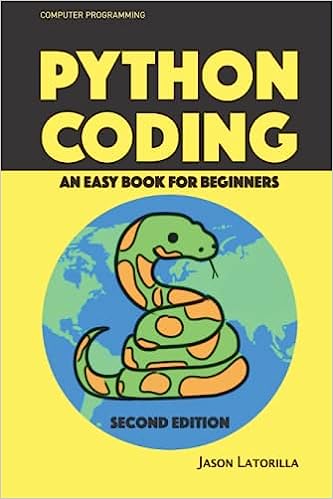 COMPUTER PROGRAMMING
PYTHON
CODING
AN EASY BOOK FOR BEGINNERS
SECOND EDITION
JASON LATORILLA